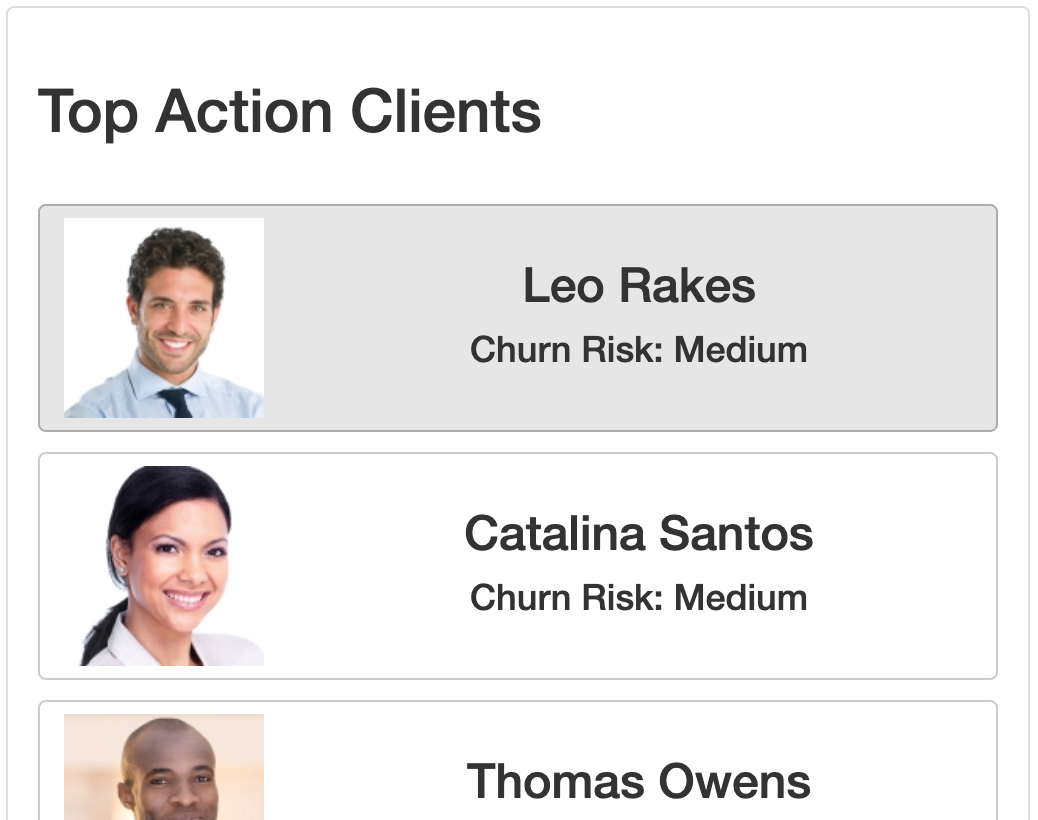 Top Action Clients
Leo Rakes
Churn Risk: Medium
Catalina Santos
Churn Risk: Medium
Thomas Owens